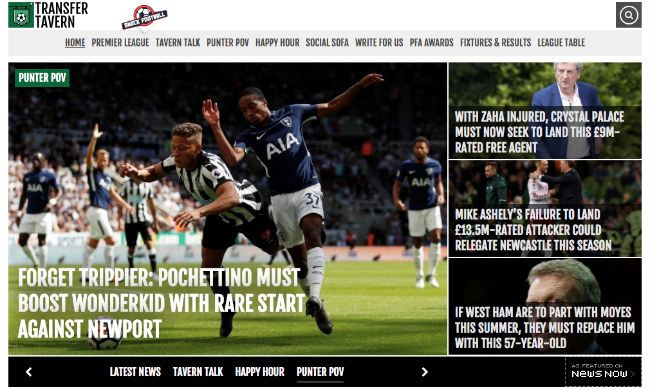 TRANSFER
TAVERN
SNACK FOOTBALL
HOME PREMIER LEAGUE TAVERN TALK PUNTER POV HAPPY HOUR SOCIAL SOFA WRITE FOR US PFA AWARDS FIXTURES & RESULTS LEAGUE TABLE
PUNTER POV
AIA
AIA
AIA
AIA
37
FORGET TRIPPIER: POCHETTINO MUST
BOOST WONDERKID WITH RARE START
AGAINST NEWPORT
WITH ZAHA INJURED, CRYSTAL PALACE
MUST NOW SEEK TO LAND THIS £9M-
RATED FREE AGENT
MIKE ASHELY'S FAILURE TO LAND
£13.5M-RATED ATTACKER COULD
RELEGATE NEWCASTLE THIS SEASON
IF WEST HAM ARE TO PART WITH MOYES
THIS SUMMER, THEY MUST REPLACE HIM
WITH THIS 57-YEAR-OLD
LATEST NEWS TAVERN TALK HAPPY HOUR PUNTER POV
AS FEATURED ON
NEWS NOW